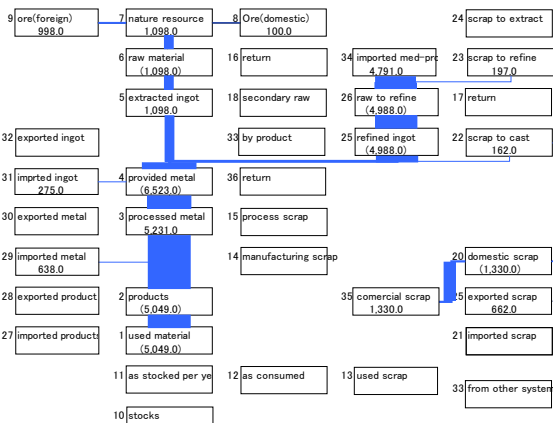 9 ore(foreign)
998.0
7 nature resource
1,098.0
8 Ore(domestic)
100.0
24 scrap to extract
6 raw material
(1,098.0)
16 return
34 imported med-pro
4,791.0
23 scrap to refine
197.0
5 extracted ingot
1,098.0
18 secondary raw
26 raw to refine
(4,988.0)
17 return
32 exported ingot
33 by product
25 refined ingot
(4,988.0)
22 scrap to cast
162.0
31 imprted ingot
275.0
4 provided metal
(6,523.0)
36 return
30 exported metal
3 processed metal
5,231.0
15 process scrap
29 imported metal
638.0
14 manufacturing scrap
20 domestic scrap
(1,330.0)
28 exported product
2 products
(5,049.0)
35 comercial scrap
1,330.0
25 exported scrap
662.0
27 imported products
1 used material
(5,049.0)
21 imported scrap
11 as stocked per ye
12 as consumed
13 used scrap
33 from other system
10 stocks